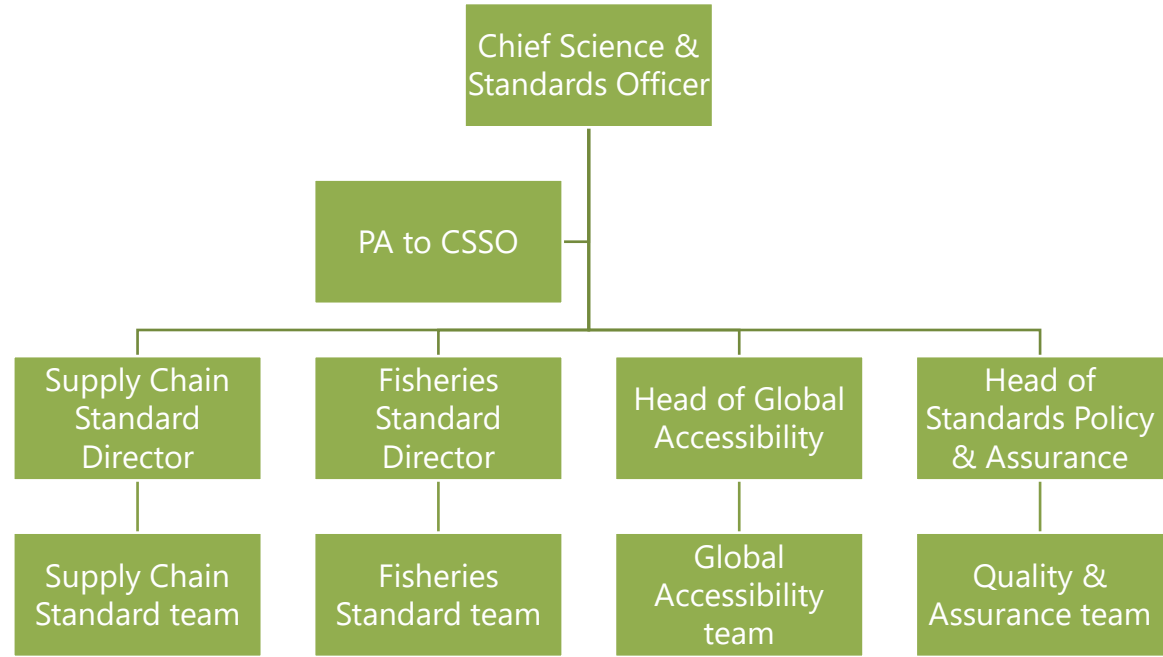 Chief Science &
Standards Officer
PA to CSSO
Supply Chain
Standard
Director
Fisheries
Standard
Director
Head of Global
Accessibility
Head of
Standards Policy
& Assurance
Supply Chain
Standard team
Fisheries
Standard team
Global
Accessibility
team
Quality &
Assurance team